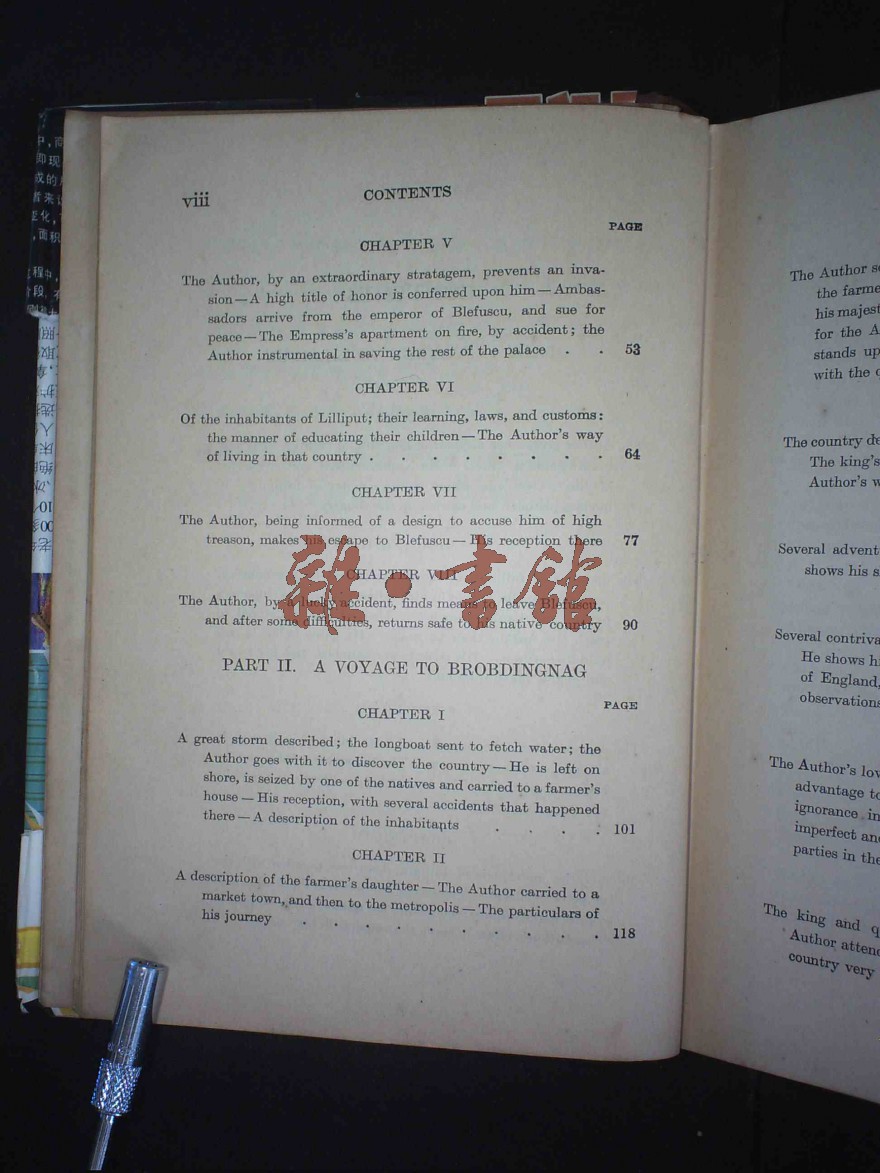 viii
CONTENTS
PAGE
CHAPTER V
The Author, by an extraordinary stratagem, prevents an inva-
sion—A high title of honor is conferred upon him—Ambas-
sadors arrive from the emperor of Blefuscu, and sue for
peace—The Empress's apartment on fire, by accident; the
Author instrumental in saving the rest of the palace . . 53
CHAPTER VI
Of the inhabitants of Lilliput; their learning, laws, and customs:
the manner of educating their children—The Author's way
of living in that country . . . . . . . . 64
CHAPTER VII
The Author, being informed of a design to accuse him of high
treason, makes his escape to Blefuscu—His reception there 77
CHAPTER VIII
The Author, by a lucky accident, finds means to leave Blefuscu,
and after some difficulties, returns safe to his native country 90
PART II. A VOYAGE TO BROBDINGNAG
PAGE
CHAPTER I
A great storm described; the longboat sent to fetch water; the
Author goes with it to discover the country—He is left on
shore, is seized by one of the natives and carried to a farmer's
house—His reception, with several accidents that happened
there—A description of the inhabitants . . . . 101
CHAPTER II
A description of the farmer's daughter—The Author carried to a
market town, and then to the metropolis—The particulars of
his journey . . . . . . . . . . 118
雜·書館
The Author
the farme
his majest
for the
stands up
with the
The country
The king's
Author's
Several advent
shows his
Several contriva
He shows
of England,
observations
The Author's
advantage
ignorance in
imperfect
parties in the
The king and
Author attend
country very